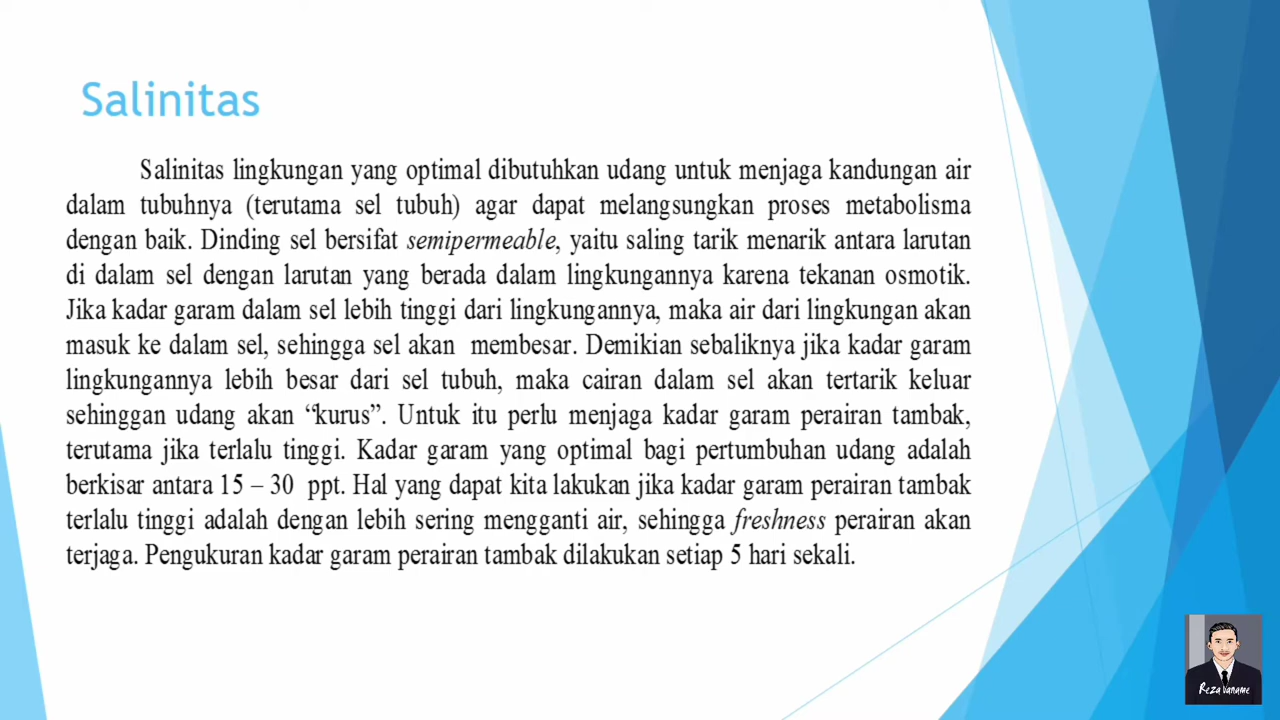 Salinitas
Salinitas lingkungan yang optimal dibutuhkan udang untuk menjaga kandungan air
dalam tubuhnya (terutama sel tubuh) agar dapat melangsungkan proses metabolisma
dengan baik. Dinding sel bersifat semipermeable, yaitu saling tarik menarik antara larutan
di dalam sel dengan larutan yang berada dalam lingkungannya karena tekanan osmotik.
Jika kadar garam dalam sel lebih tinggi dari lingkungannya, maka air dari lingkungan akan
masuk ke dalam sel, sehingga sel akan  membesar. Demikian sebaliknya jika kadar garam
lingkungannya lebih besar dari sel tubuh, maka cairan dalam sel akan tertarik keluar
sehinggan udang akan “kurus”. Untuk itu perlu menjaga kadar garam perairan tambak,
terutama jika terlalu tinggi. Kadar garam yang optimal bagi pertumbuhan udang adalah
berkisar antara 15 – 30  ppt. Hal yang dapat kita lakukan jika kadar garam perairan tambak
terlalu tinggi adalah dengan lebih sering mengganti air, sehingga freshness perairan akan
terjaga. Pengukuran kadar garam perairan tambak dilakukan setiap 5 hari sekali.
Reza Vaname